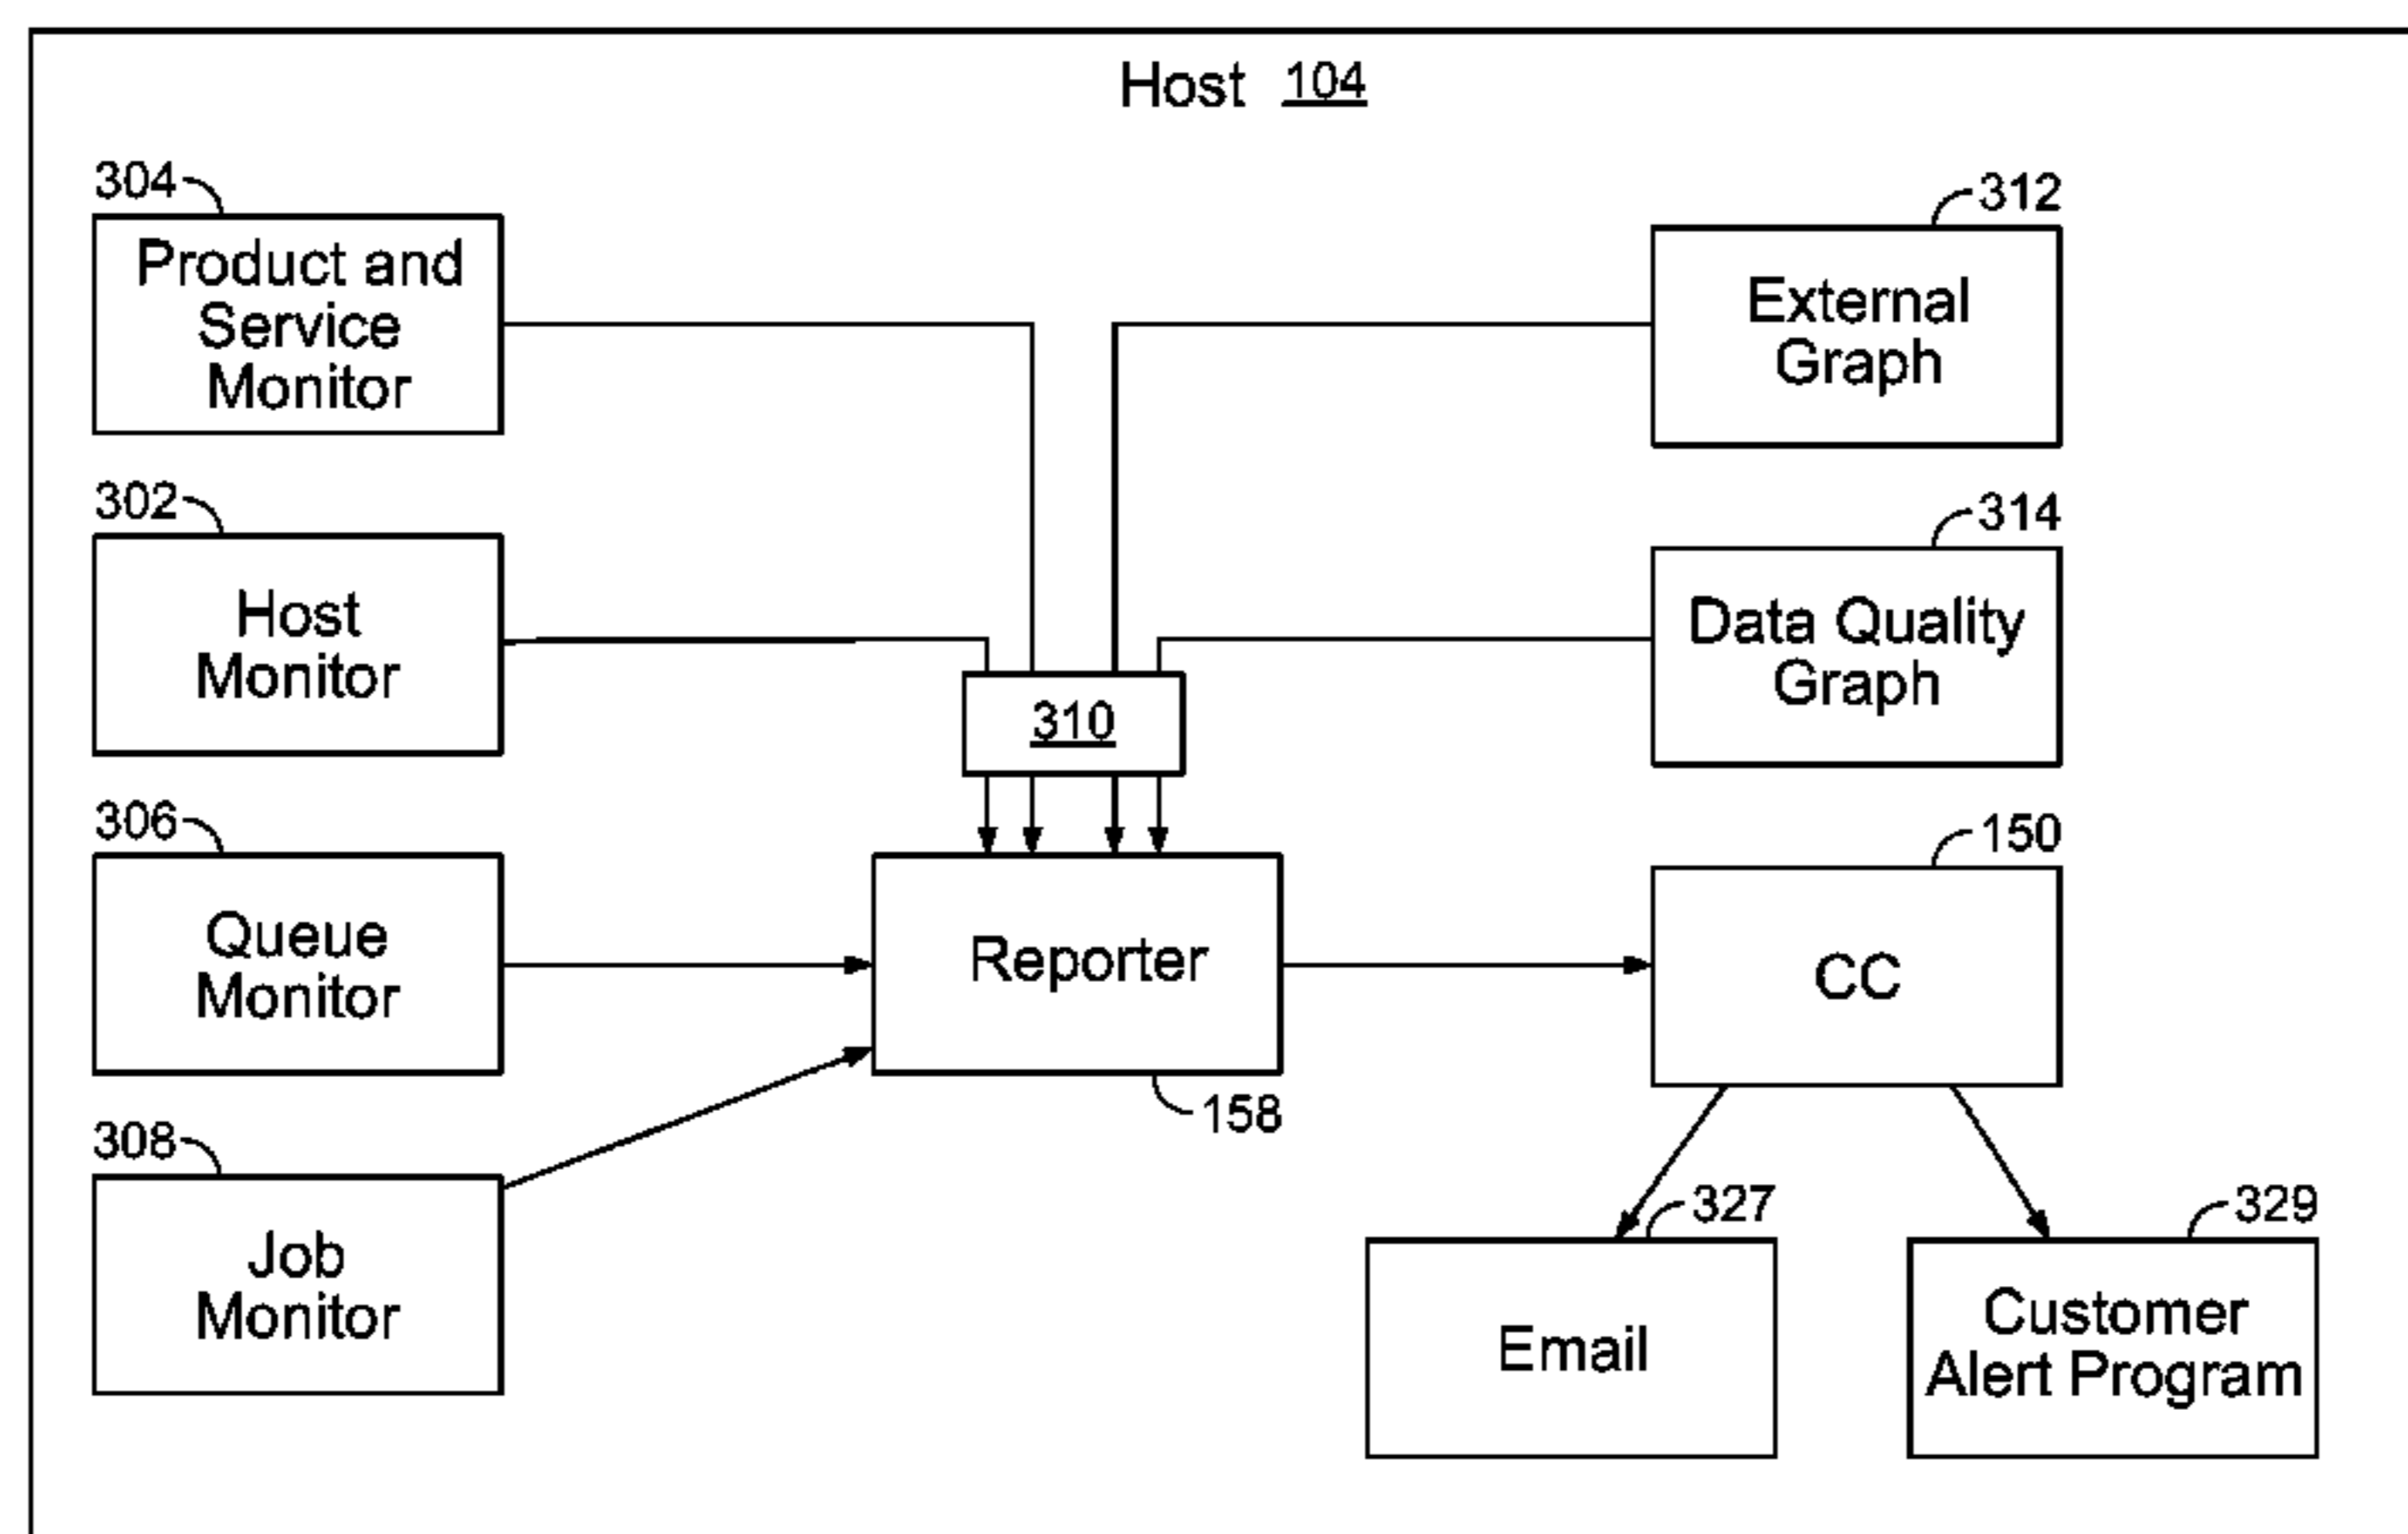 Host 104
304
Product and
Service
Monitor
312
External
Graph
302
Host
Monitor
314
Data Quality
Graph
310
306
Queue
Monitor
Reporter
158
150
CC
308
Job
Monitor
327
Email
329
Customer
Alert Program